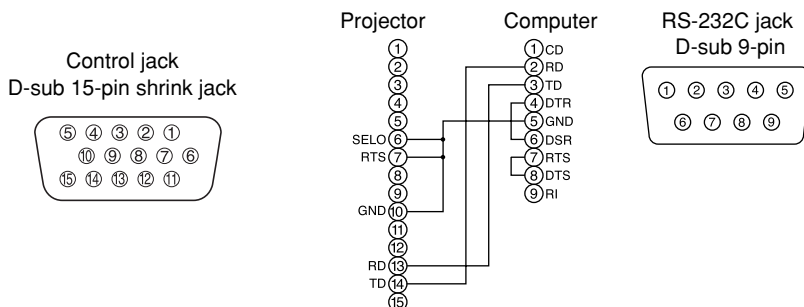 Control jack
D-sub 15-pin shrink jack
⑤ ④ ③ ② ①
⑩ ⑨ ⑧ ⑦ ⑥
⑮ ⑭ ⑬ ⑫ ⑪
Projector
①
②
③
④
⑤
SELO ⑥
RTS ⑦
⑧
⑨
GND ⑩
⑪
⑫
RD ⑬
TD ⑭
⑮
Computer
① CD
② RD
③ TD
④ DTR
⑤ GND
⑥ DSR
⑦ RTS
⑧ DTS
⑨ RI
RS-232C jack
D-sub 9-pin
① ② ③ ④ ⑤
⑥ ⑦ ⑧ ⑨